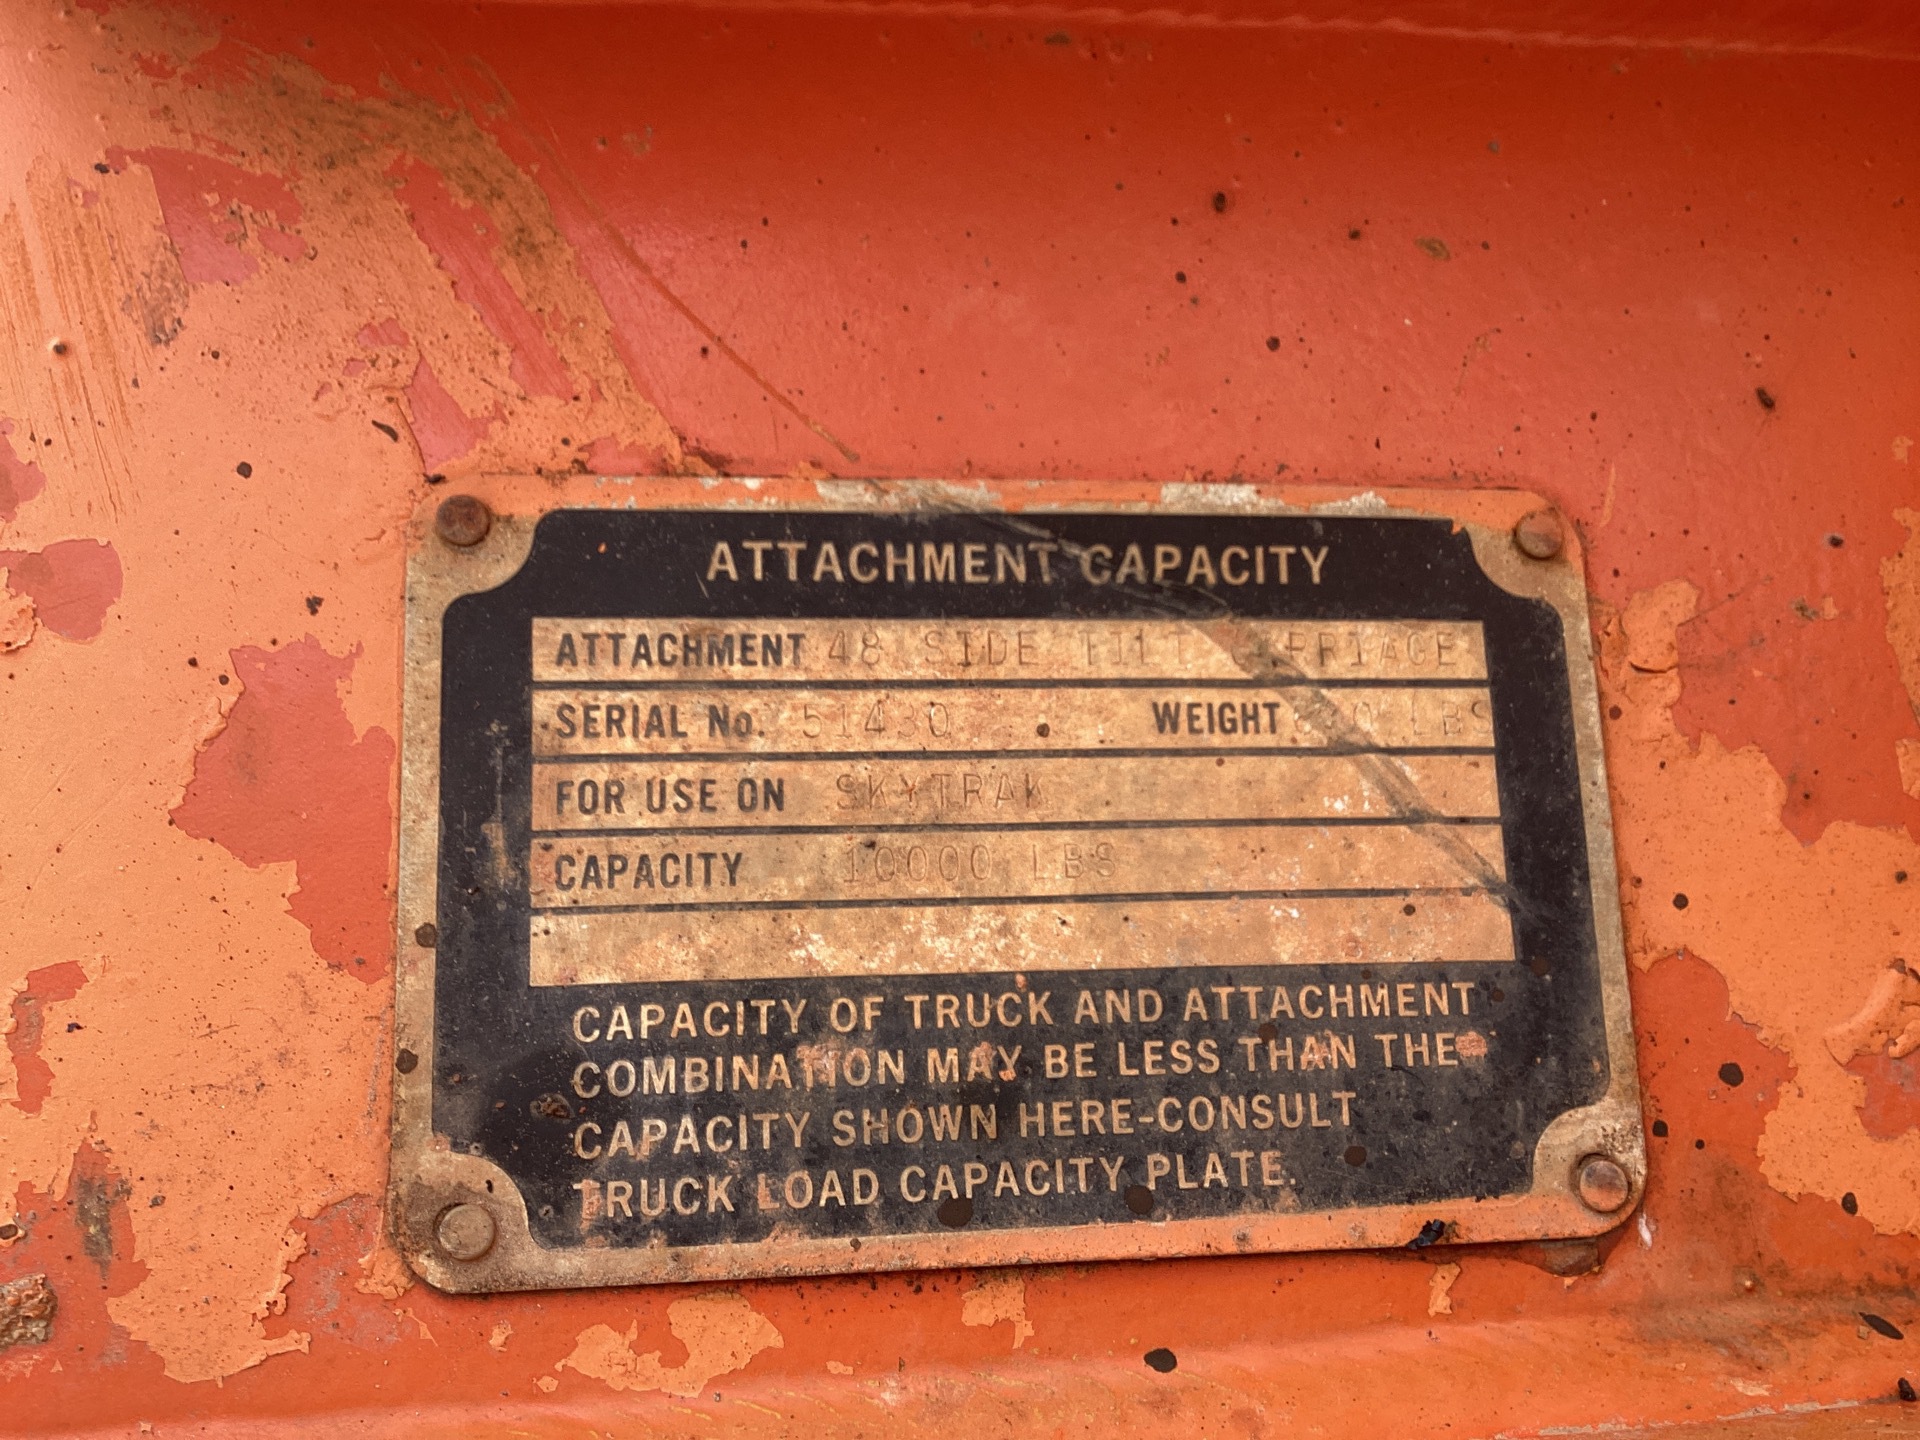 ATTACHMENT CAPACITY
ATTACHMENT 48 SIDE TILT
SERIAL No. 51430 WEIGHT LBS
FOR USE ON SKYTRAK
CAPACITY 10000 LBS
CAPACITY OF TRUCK AND ATTACHMENT
COMBINATION MAY BE LESS THAN THE
CAPACITY SHOWN HERE-CONSULT
TRUCK LOAD CAPACITY PLATE.